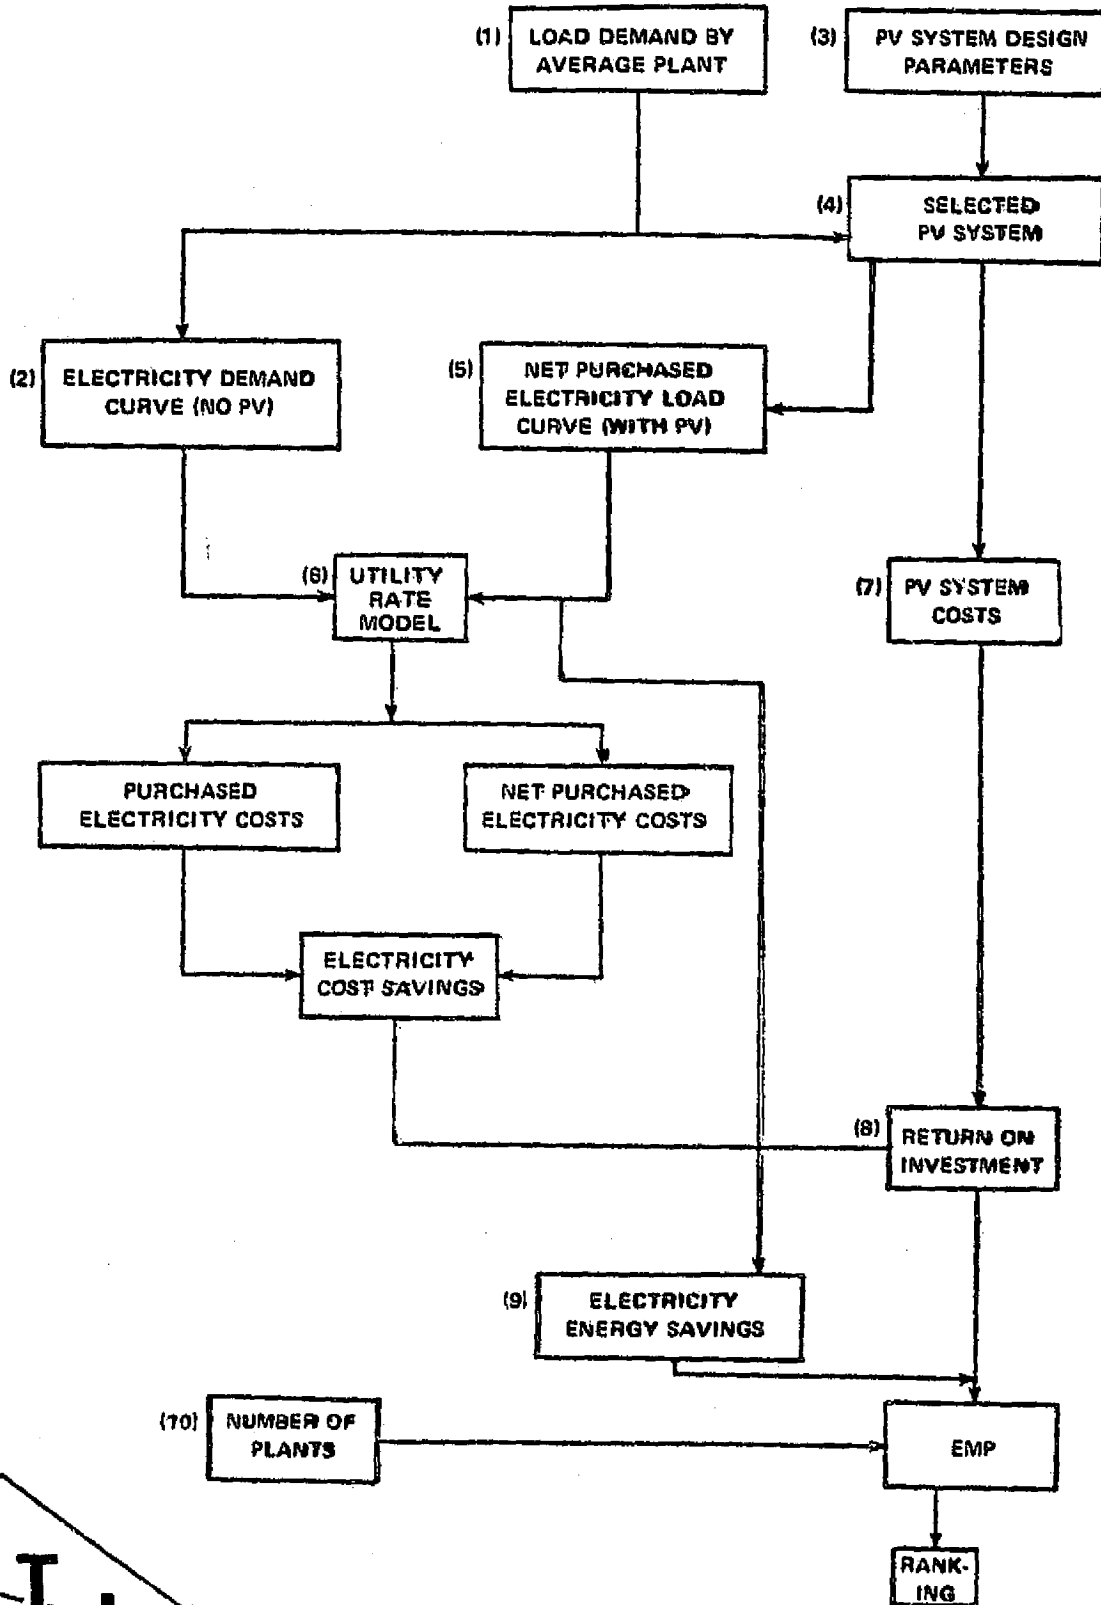 (1) LOAD DEMAND BY
AVERAGE PLANT
(3) PV SYSTEM DESIGN
PARAMETERS
(4) SELECTED
PV SYSTEM
(2) ELECTRICITY DEMAND
CURVE (NO PV)
(5) NET PURCHASED
ELECTRICITY LOAD
CURVE (WITH PV)
(6) UTILITY
RATE
MODEL
(7) PV SYSTEM
COSTS
PURCHASED
ELECTRICITY COSTS
NET PURCHASED
ELECTRICITY COSTS
ELECTRICITY
COST SAVINGS
(8) RETURN ON
INVESTMENT
(9) ELECTRICITY
ENERGY SAVINGS
(10) NUMBER OF
PLANTS
EMP
RANK-
ING